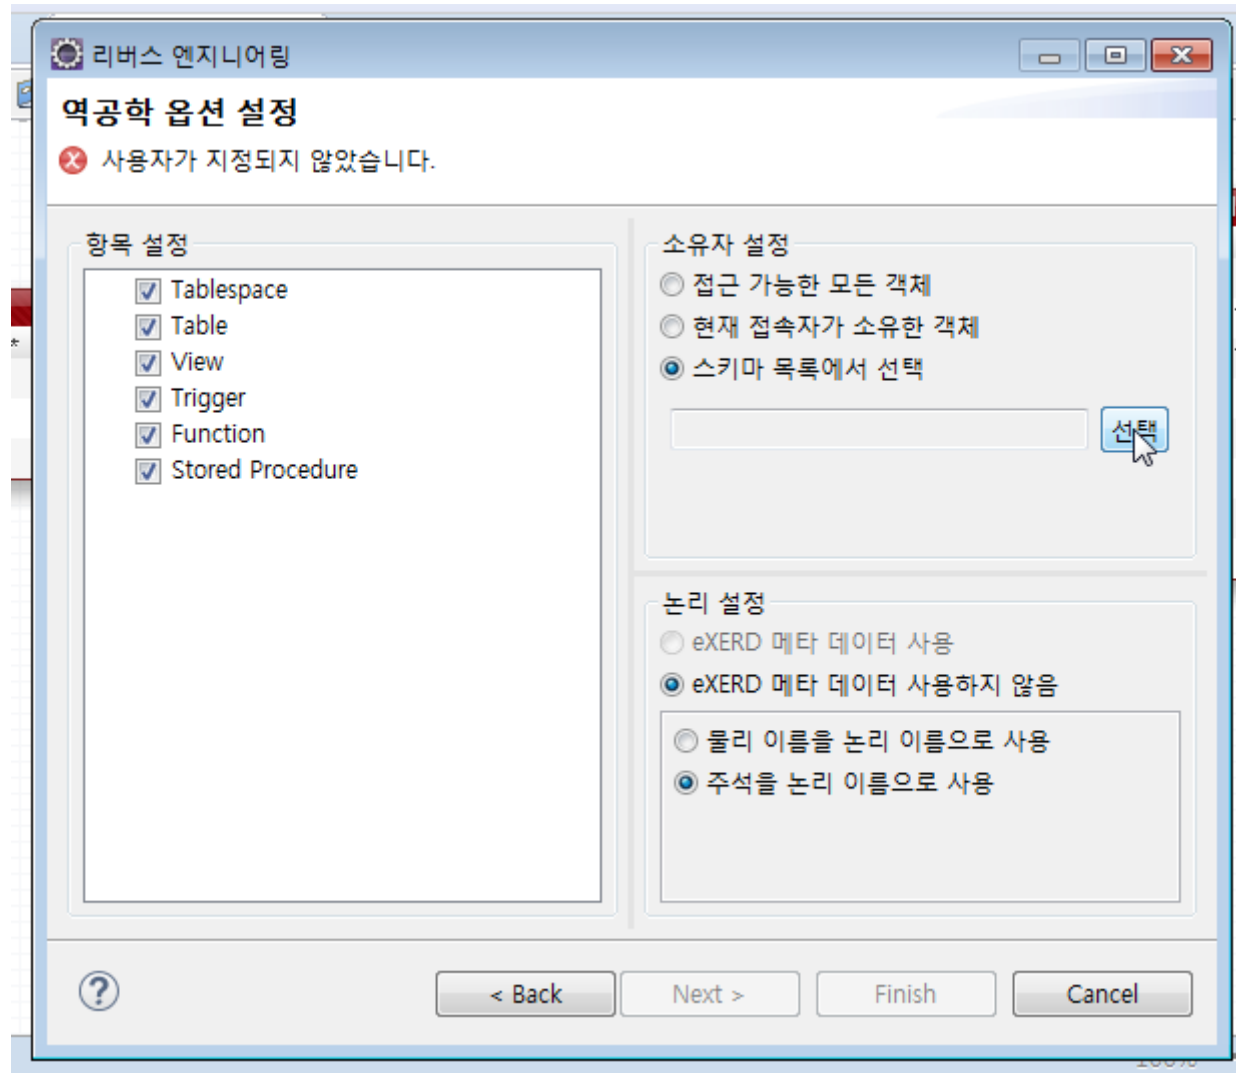 리버스 엔지니어링
역공학 옵션 설정
사용자가 지정되지 않았습니다.
항목 설정
Tablespace
Table
View
Trigger
Function
Stored Procedure
소유자 설정
접근 가능한 모든 객체
현재 접속자가 소유한 객체
스키마 목록에서 선택
선택
논리 설정
eXERD 메타 데이터 사용
eXERD 메타 데이터 사용하지 않음
물리 이름을 논리 이름으로 사용
주석을 논리 이름으로 사용
?
< Back
Next >
Finish
Cancel